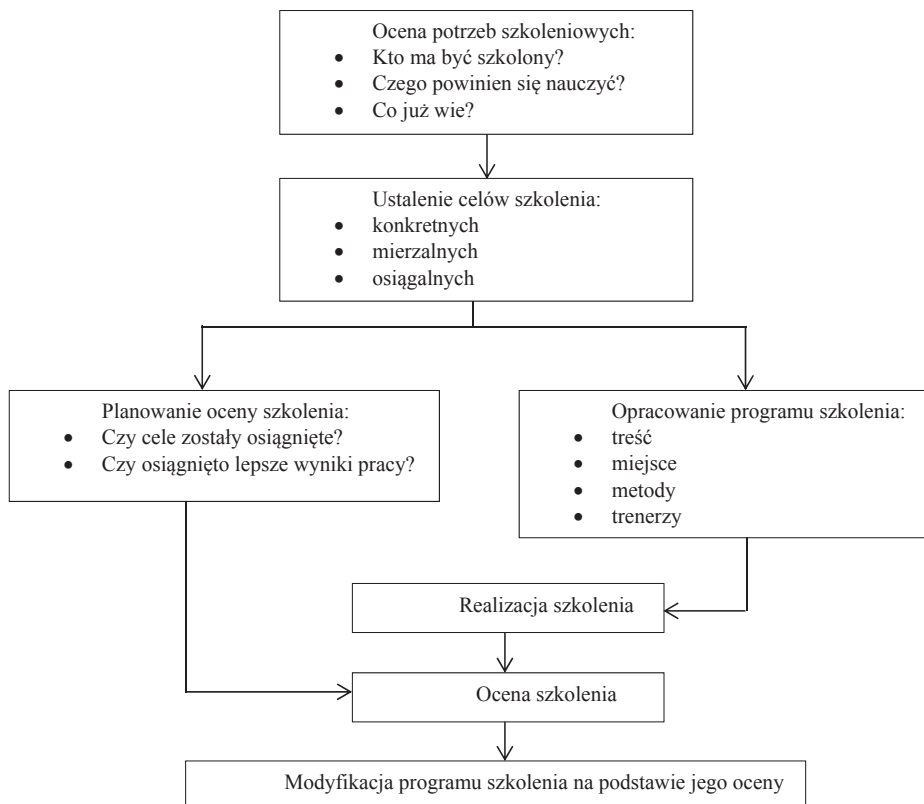 Ocena potrzeb szkoleniowych:
• Kto ma być szkolony?
• Czego powinien się nauczyć?
• Co już wie?
Ustalenie celów szkolenia:
• konkretnych
• mierzalnych
• osiągalnych
Planowanie oceny szkolenia:
• Czy cele zostały osiągnięte?
• Czy osiągnięto lepsze wyniki pracy?
Opracowanie programu szkolenia:
• treść
• miejsce
• metody
• trenerzy
Realizacja szkolenia
Ocena szkolenia
Modyfikacja programu szkolenia na podstawie jego oceny